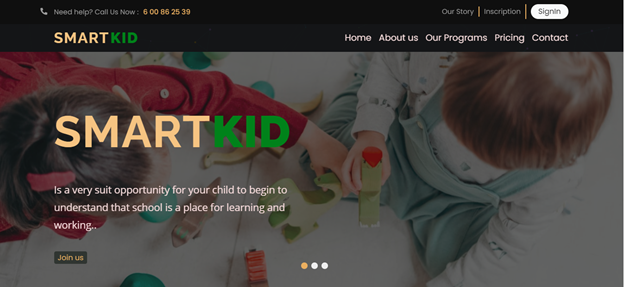 Need help? Call Us Now : 6 00 86 25 39
Our Story Inscription SignIn
SMARTKID
Home About us Our Programs Pricing Contact
SMARTKID
Is a very suit opportunity for your child to begin to
understand that school is a place for learning and
working..
Join us